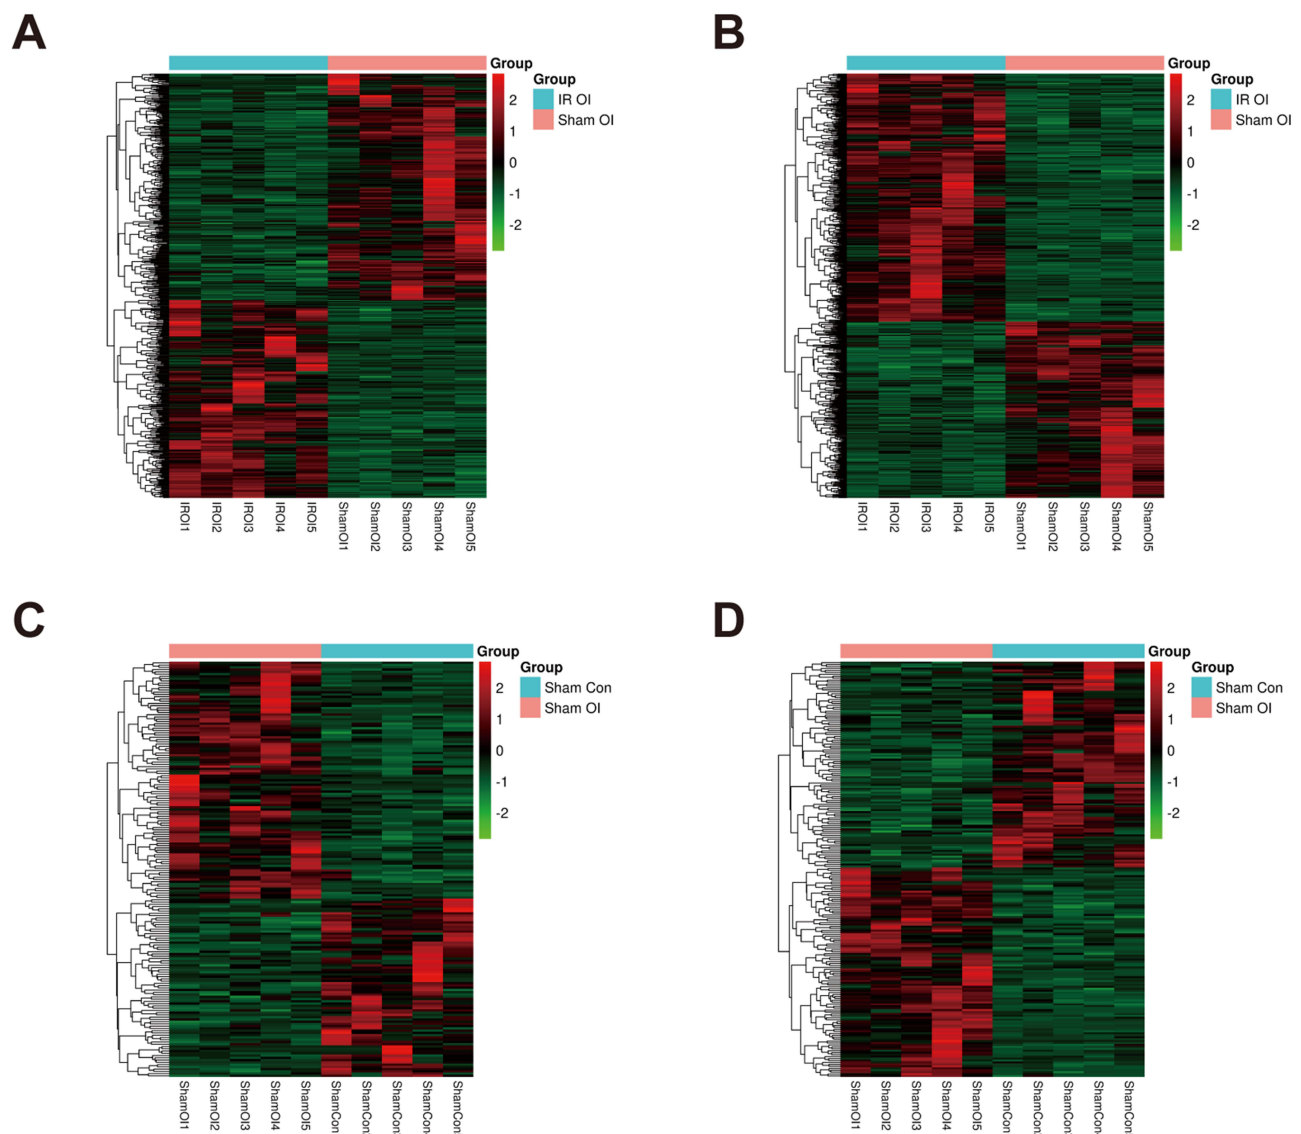 A
Group
2
1
0
-1
-2
Group
IR OI
Sham OI
IROI1
IROI2
IROI3
IROI4
IROI5
ShamOI1
ShamOI2
ShamOI3
ShamOI4
ShamOI5
B
Group
2
1
0
-1
-2
Group
IR OI
Sham OI
IROI1
IROI2
IROI3
IROI4
IROI5
ShamOI1
ShamOI2
ShamOI3
ShamOI4
ShamOI5
C
Group
2
1
0
-1
-2
Group
Sham Con
Sham OI
ShamOI1
ShamOI2
ShamOI3
ShamOI4
ShamOI5
ShamCon
ShamCon
ShamCon
ShamCon
ShamCon
D
Group
2
1
0
-1
-2
Group
Sham Con
Sham OI
ShamOI1
ShamOI2
ShamOI3
ShamOI4
ShamOI5
ShamCon
ShamCon
ShamCon
ShamCon
ShamCon